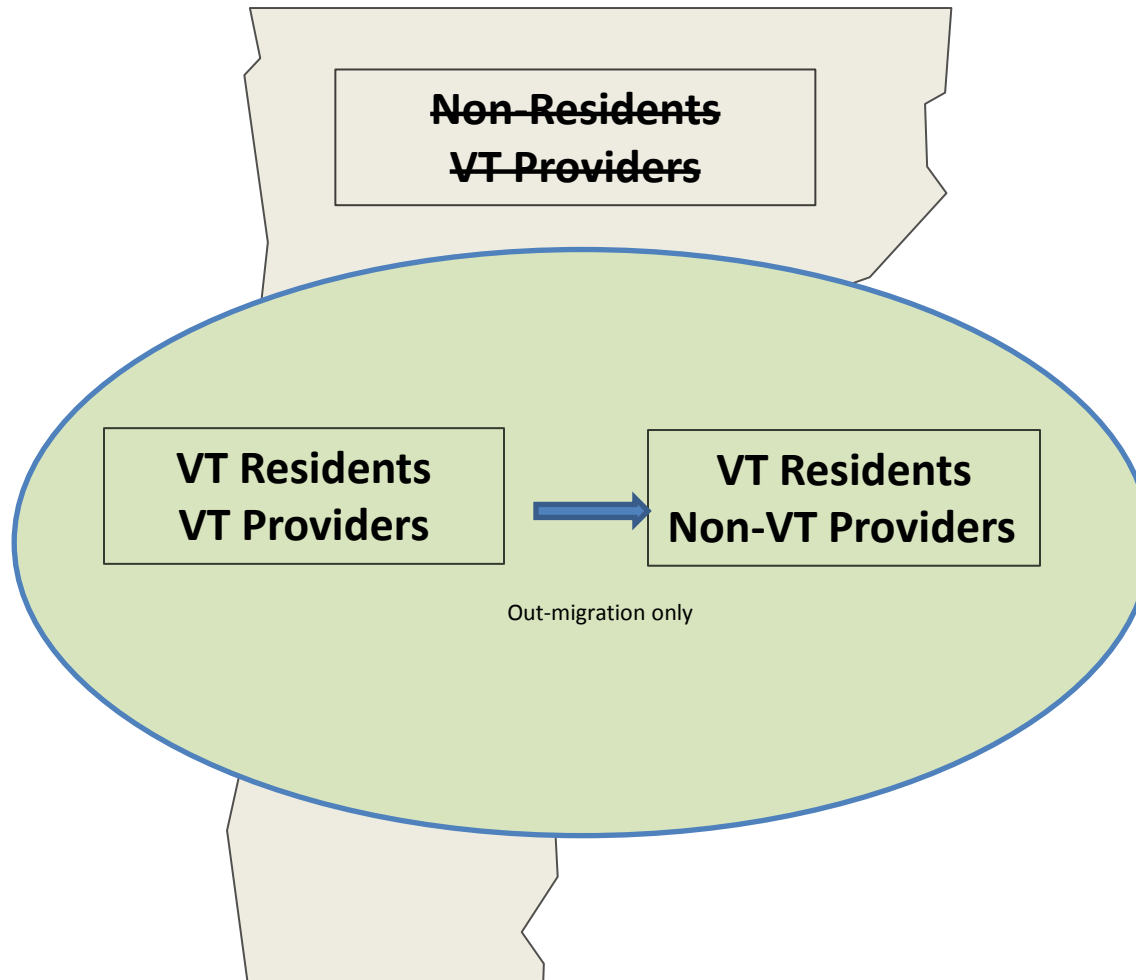 Non-Residents
VT Providers
VT Residents
VT Providers
VT Residents
Non-VT Providers
Out-migration only